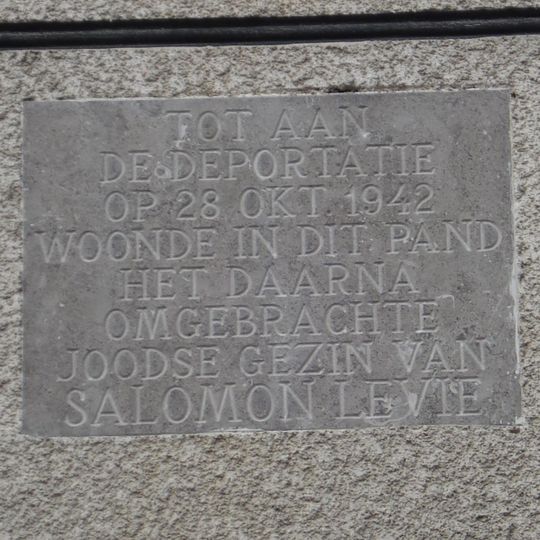 TOT AAN
DE DEPORTATIE
OP 28 OKT 1942
WOONDE IN DIT PAND
HET DAARNA
OMGEBRACHTE
JOODSE GEZIN VAN
SALOMON LEVIE